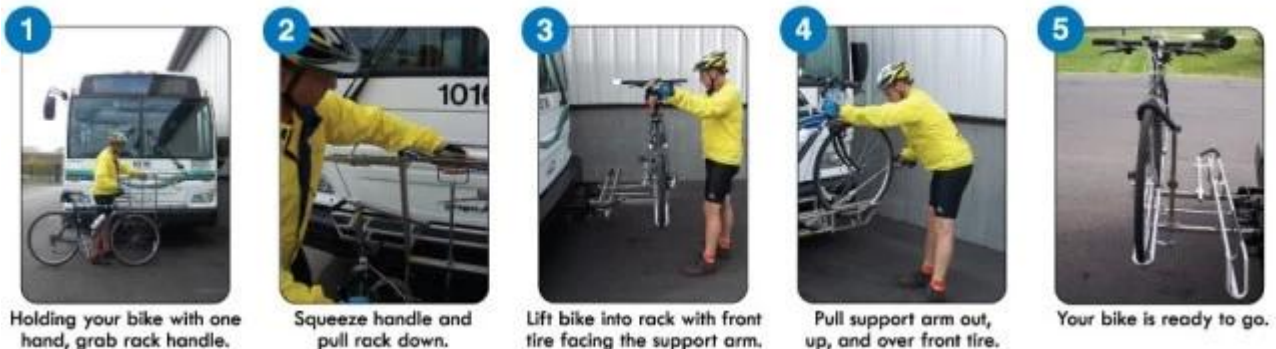 1
2
3
4
5
1016
1016
Holding your bike with one
hand, grab rack handle.
Squeeze handle and
pull rack down.
Lift bike into rack with front
tire facing the support arm.
Pull support arm out,
up, and over front tire.
Your bike is ready to go.